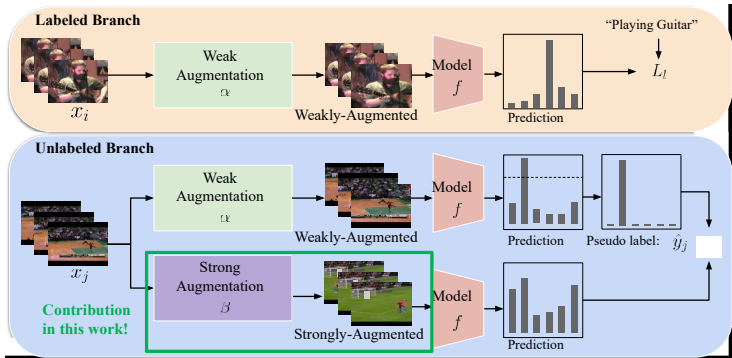 Labeled Branch
"Playing Guitar"
Weak
Augmentation
α
Model
f
L_l
x_i
Weakly-Augmented
Prediction
Unlabeled Branch
Weak
Augmentation
α
Model
f
Weakly-Augmented
Prediction
Pseudo label: ŷ_j
x_j
Strong
Augmentation
β
Model
f
Contribution
in this work!
Strongly-Augmented
Prediction